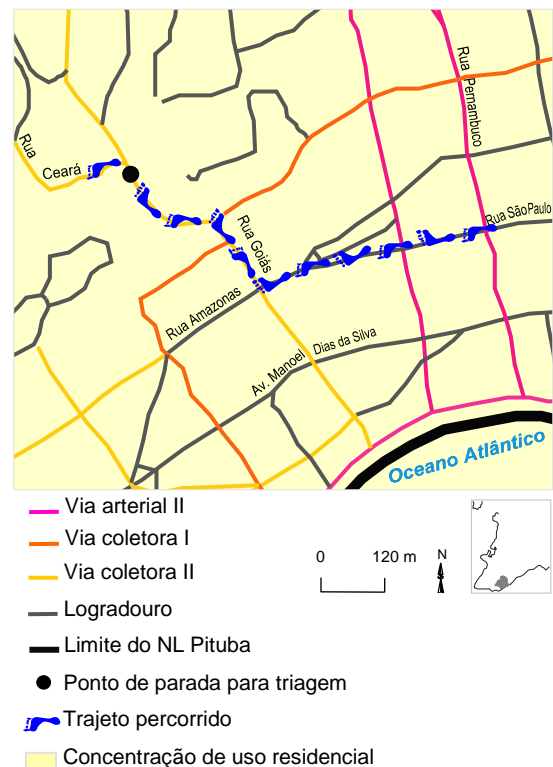 Rua Pernambuco
Rua
Ceará
Rua São Paulo
Rua Goiás
Rua Amazonas
Dias da Silva
Av. Manoel
Oceano Atlântico
Via arterial II
Via coletora I
Via coletora II
0 120 m N
Logradouro
Limite do NL Pituba
Ponto de parada para triagem
Trajeto percorrido
Concentração de uso residencial